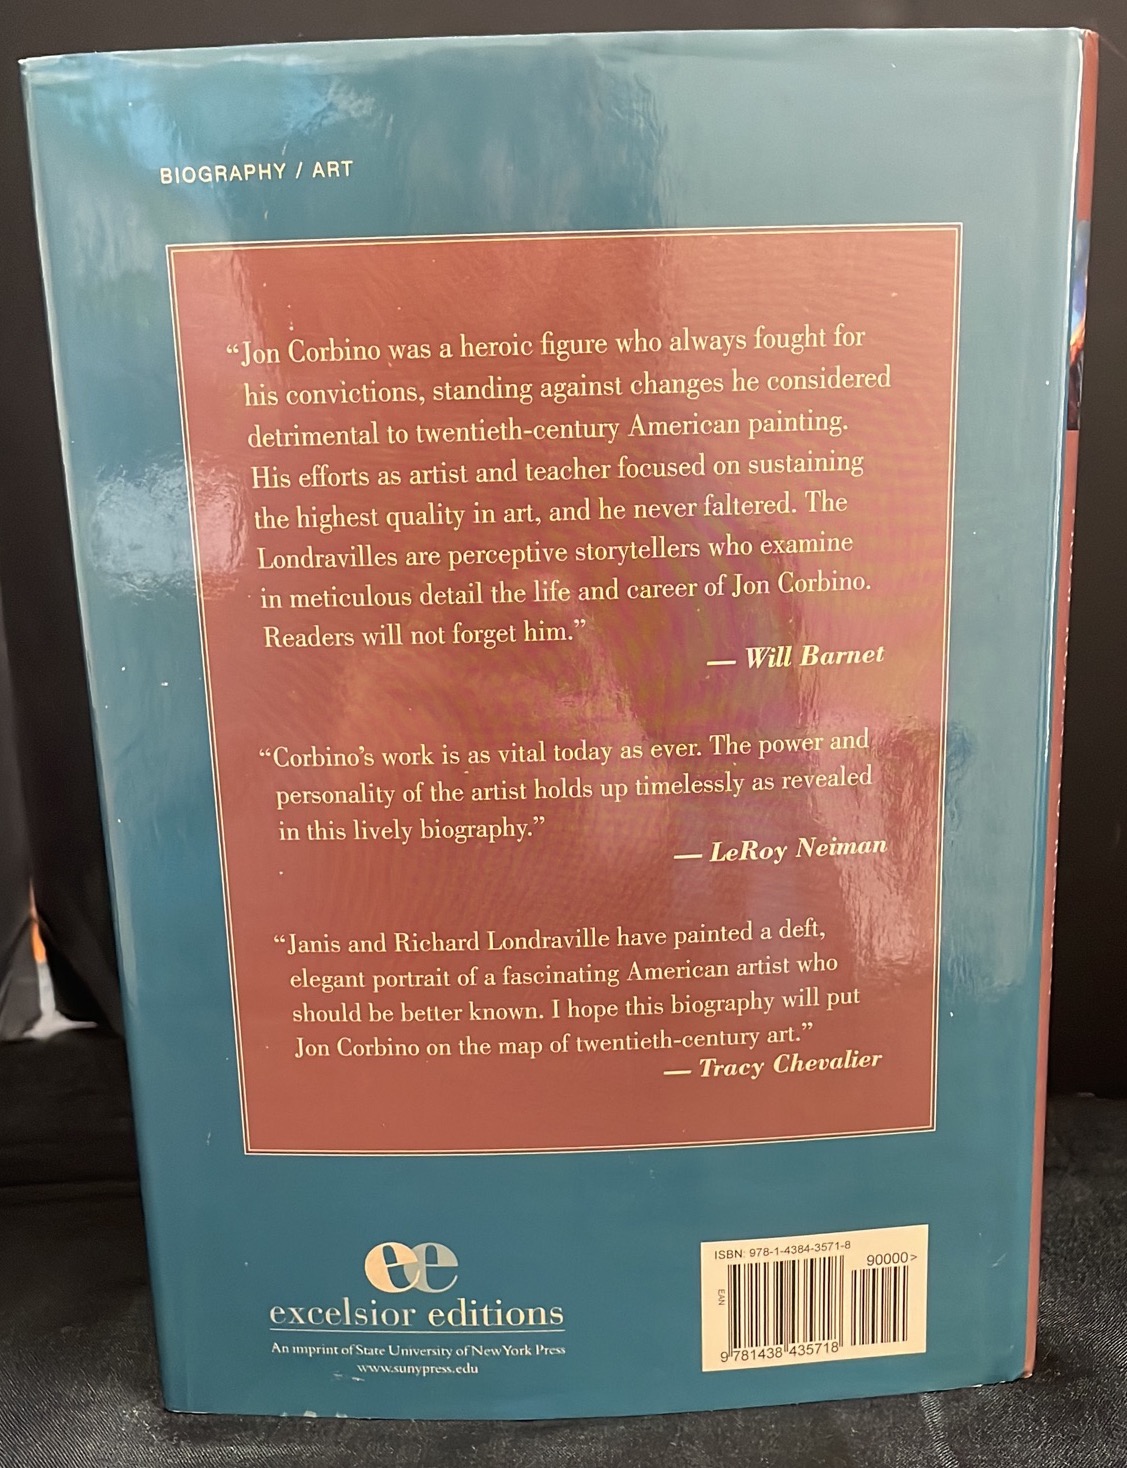 BIOGRAPHY / ART
“Jon Corbino was a heroic figure who always fought for
his convictions, standing against changes he considered
detrimental to twentieth-century American painting.
His efforts as artist and teacher focused on sustaining
the highest quality in art, and he never faltered. The
Londravilles are perceptive storytellers who examine
in meticulous detail the life and career of Jon Corbino.
Readers will not forget him.”
— Will Barnet
“Corbino’s work is as vital today as ever. The power and
personality of the artist holds up timelessly as revealed
in this lively biography.”
— LeRoy Neiman
“Janis and Richard Londraville have painted a deft,
elegant portrait of a fascinating American artist who
should be better known. I hope this biography will put
Jon Corbino on the map of twentieth-century art.”
— Tracy Chevalier
ee
excelsior editions
An imprint of State University of New York Press
www.sunypress.edu
ISBN: 978-1-4384-3571-8
90000>
EAN
9 781438 435718